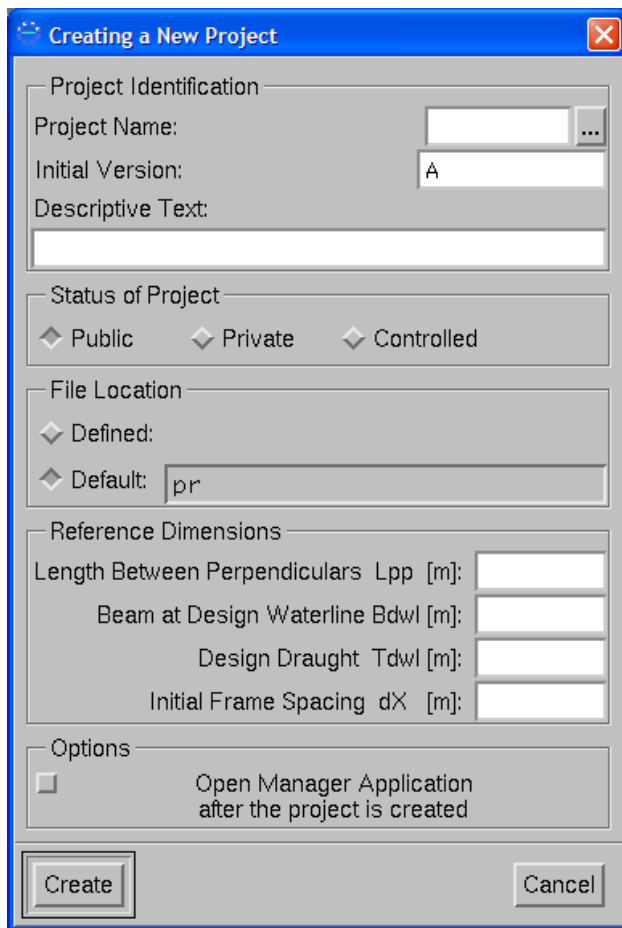 Creating a New Project
Project Identification
Project Name: ...
Initial Version: A
Descriptive Text:
Status of Project
Public Private Controlled
File Location
Defined:
Default: pr
Reference Dimensions
Length Between Perpendiculars Lpp [m]:
Beam at Design Waterline Bdwl [m]:
Design Draught Tdwl [m]:
Initial Frame Spacing dX [m]:
Options
Open Manager Application
after the project is created
Create Cancel